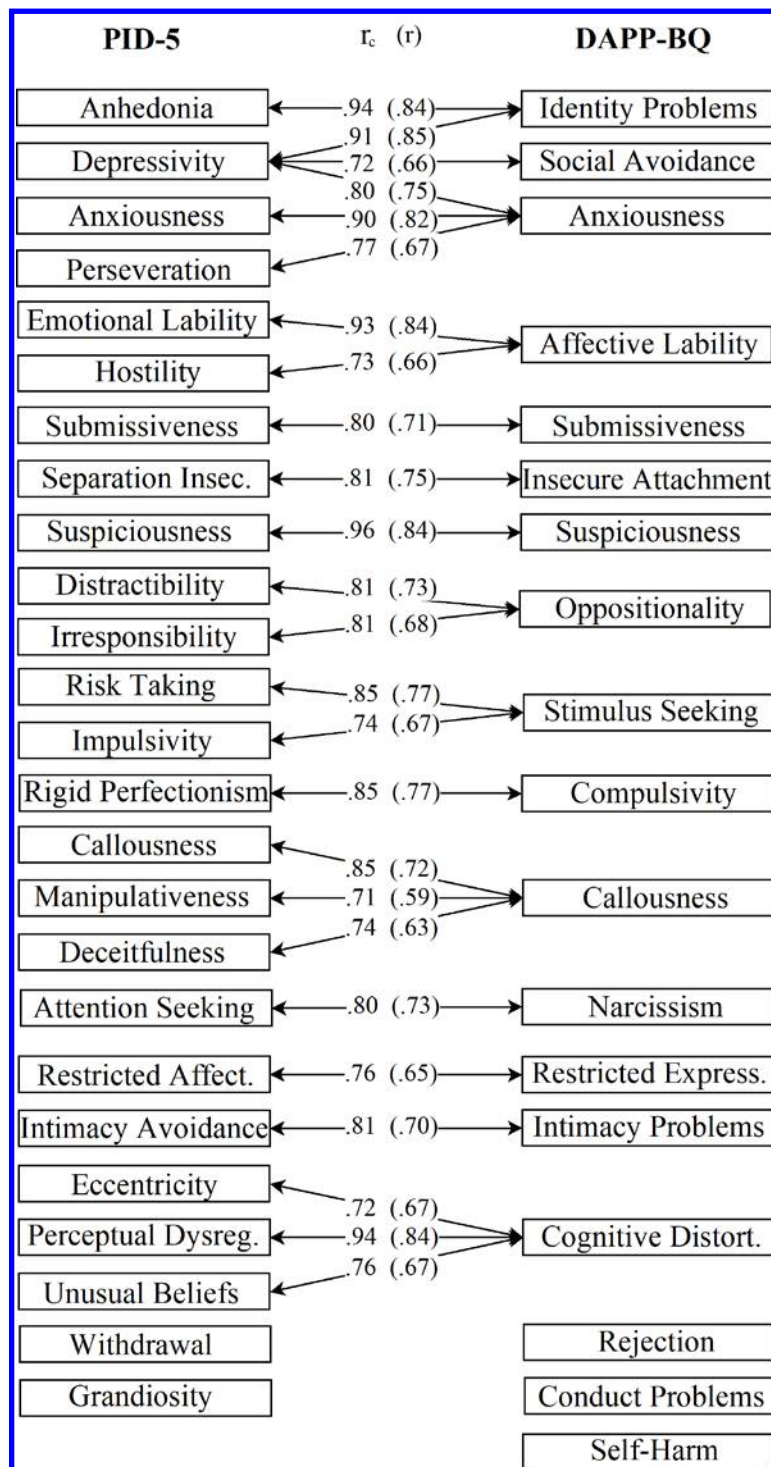 PID-5 r_c (r) DAPP-BQ
Anhedonia .94 (.84) Identity Problems
.91 (.85)
Depressivity .72 (.66) Social Avoidance
.80 (.75)
Anxiousness .90 (.82) Anxiousness
.77 (.67)
Perseveration
Emotional Lability .93 (.84)
Affective Lability
Hostility .73 (.66)
Submissiveness .80 (.71) Submissiveness
Separation Insec. .81 (.75) Insecure Attachment
Suspiciousness .96 (.84) Suspiciousness
Distractibility .81 (.73)
Oppositionality
Irresponsibility .81 (.68)
Risk Taking .85 (.77)
Stimulus Seeking
Impulsivity .74 (.67)
Rigid Perfectionism .85 (.77) Compulsivity
Callousness .85 (.72)
Manipulativeness .71 (.59) Callousness
.74 (.63)
Deceitfulness
Attention Seeking .80 (.73) Narcissism
Restricted Affect. .76 (.65) Restricted Express.
Intimacy Avoidance .81 (.70) Intimacy Problems
Eccentricity .72 (.67)
Perceptual Dysreg. .94 (.84) Cognitive Distort.
.76 (.67)
Unusual Beliefs
Withdrawal Rejection
Grandiosity Conduct Problems
Self-Harm